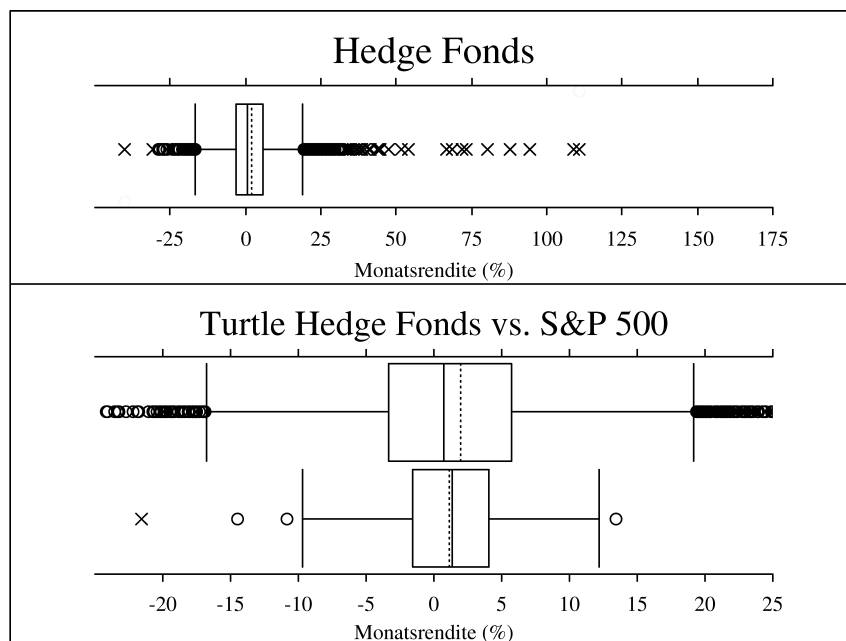 Hedge Fonds
-25 0 25 50 75 100 125 150 175
Monatsrendite (%)
Turtle Hedge Fonds vs. S&P 500
-20 -15 -10 -5 0 5 10 15 20 25
Monatsrendite (%)